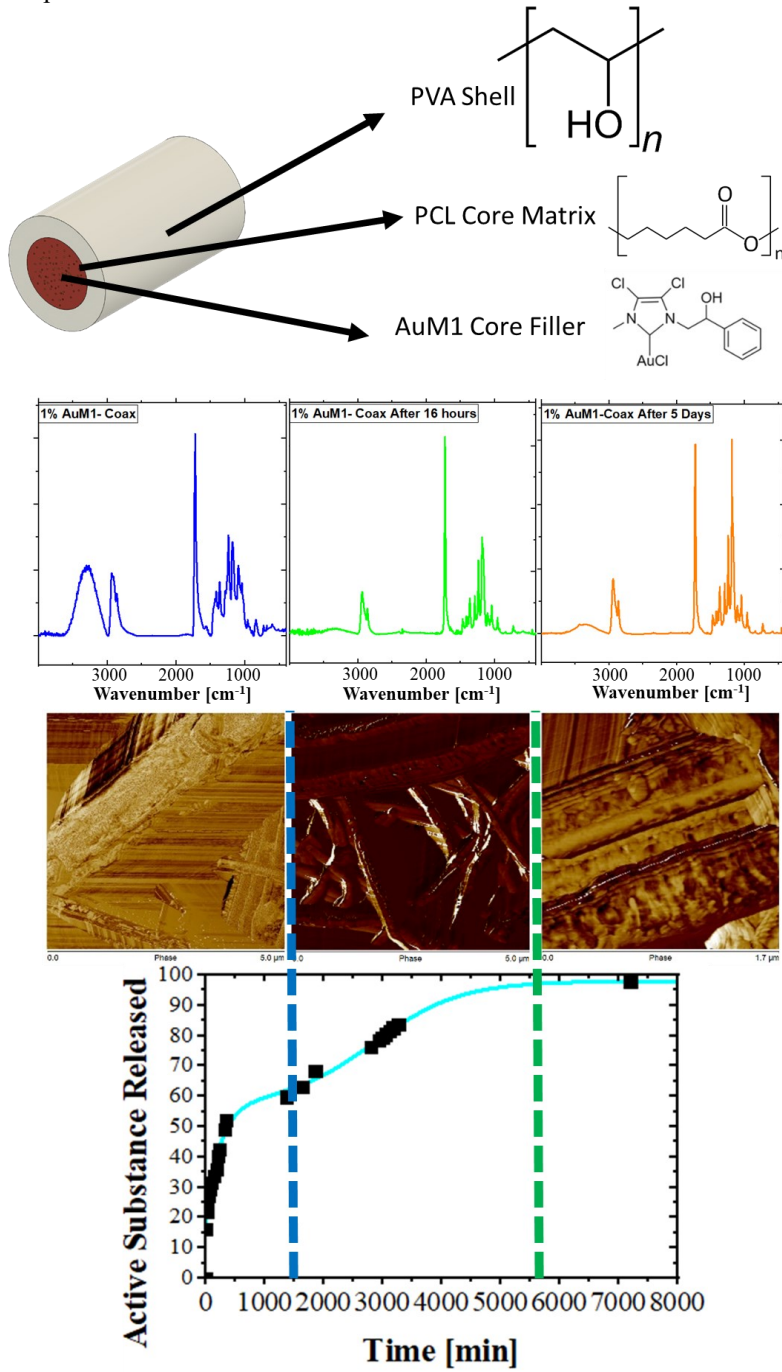 PVA Shell
HO
n
PCL Core Matrix
O
O
n
AuM1 Core Filler
Cl
Cl
OH
N
N
AuCl
1% AuM1- Coax
1% AuM1- Coax After 16 hours
1% AuM1-Coax After 5 Days
3000 2000 1000
3000 2000 1000
3000 2000 1000
Wavenumber [cm-1]
Wavenumber [cm-1]
Wavenumber [cm-1]
0.0 Phase 5.0 µm
.0 Phase 5.0 µm
0.0 Phase 1.7 µm
Active Substance Released
100
90
80
70
60
50
40
30
20
10
0
0 1000 2000 3000 4000 5000 6000 7000 8000
Time [min]